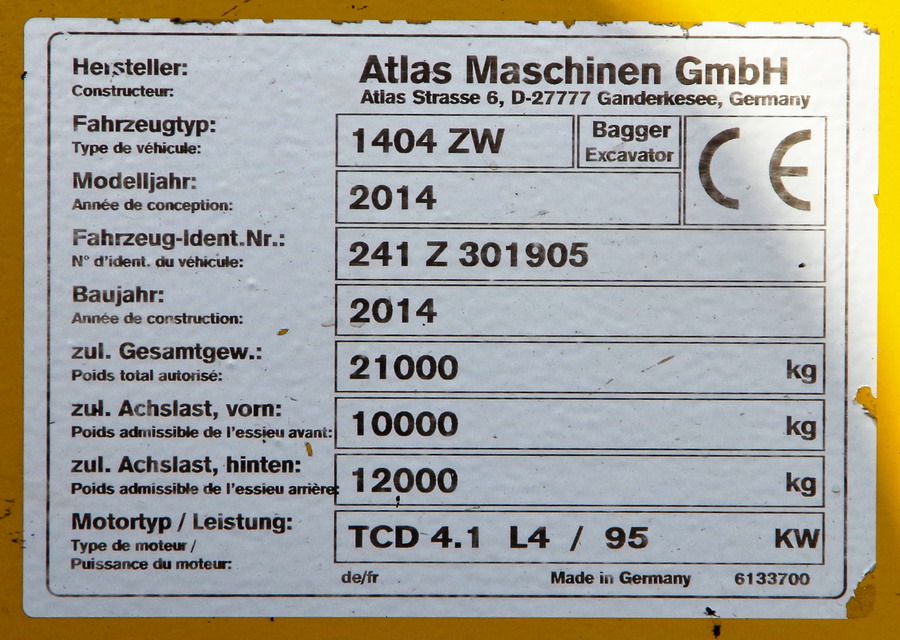 Hersteller: Atlas Maschinen GmbH
Constructeur: Atlas Strasse 6, D-27777 Ganderkesee, Germany
Fahrzeugtyp: 1404 ZW Bagger CE
Type de véhicule: Excavator
Modelljahr: 2014
Année de conception:
Fahrzeug-Ident.Nr.: 241 Z 301905
N° d'ident. du véhicule:
Baujahr: 2014
Année de construction:
zul. Gesamtgew.: 21000 kg
Poids total autorisé:
zul. Achslast, vorn: 10000 kg
Poids admissible de l'essieu avant:
zul. Achslast, hinten: 12000 kg
Poids admissible de l'essieu arrière:
Motortyp / Leistung: TCD 4.1 L4 / 95 KW
Type de moteur /
Puissance du moteur:
de/fr Made in Germany 6133700